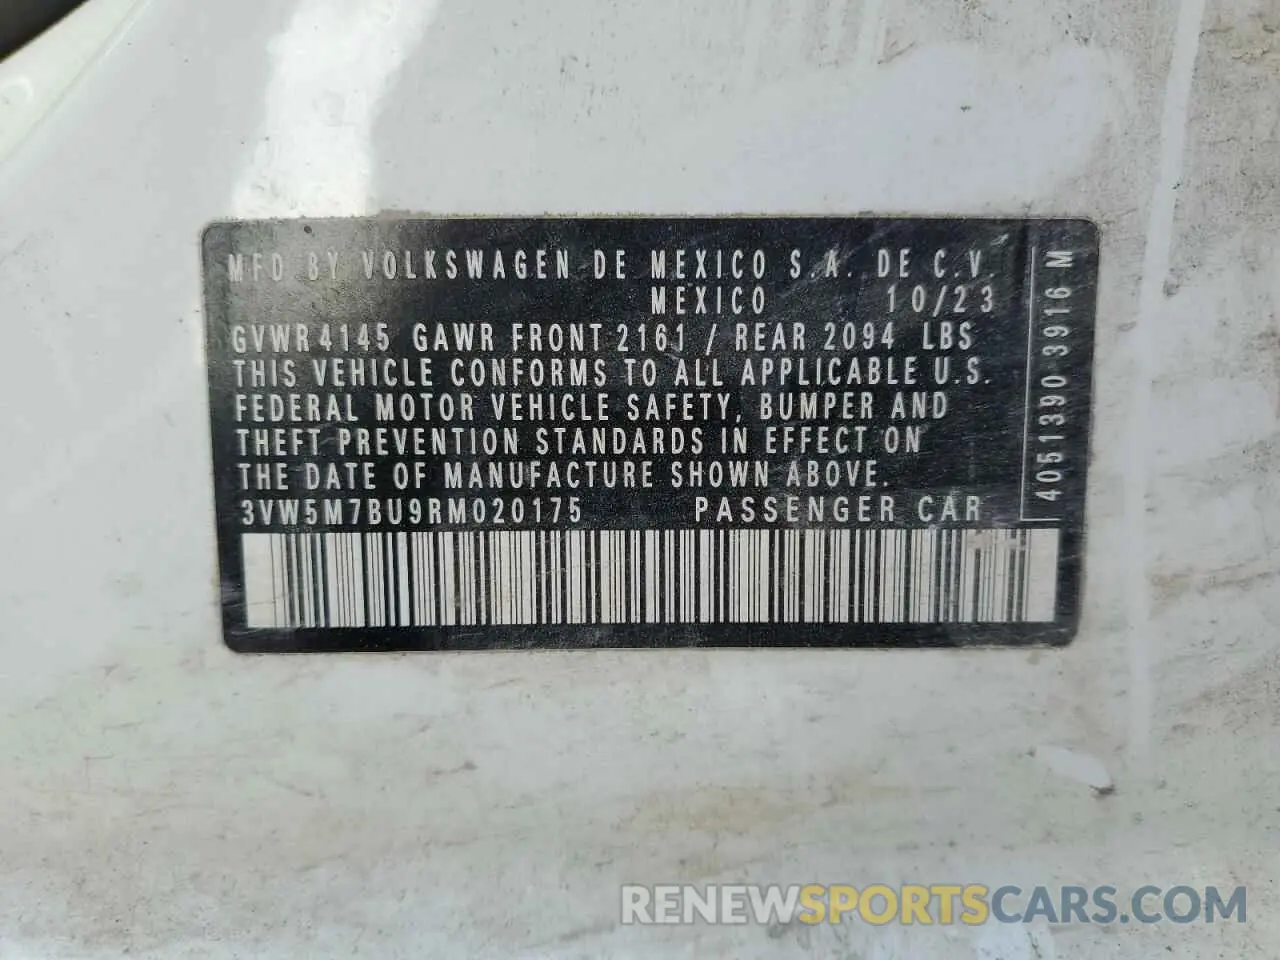 MFD BY VOLKSWAGEN DE MEXICO S.A. DE C.V.
MEXICO 10/23
GVWR 4145 GAWR FRONT 2161 / REAR 2094 LBS
THIS VEHICLE CONFORMS TO ALL APPLICABLE U.S.
FEDERAL MOTOR VEHICLE SAFETY, BUMPER AND
THEFT PREVENTION STANDARDS IN EFFECT ON
THE DATE OF MANUFACTURE SHOWN ABOVE.
3VW5M7BU9RM020175 PASSENGER CAR
4051390 3916 M
RENEWSPORTSCARS.COM